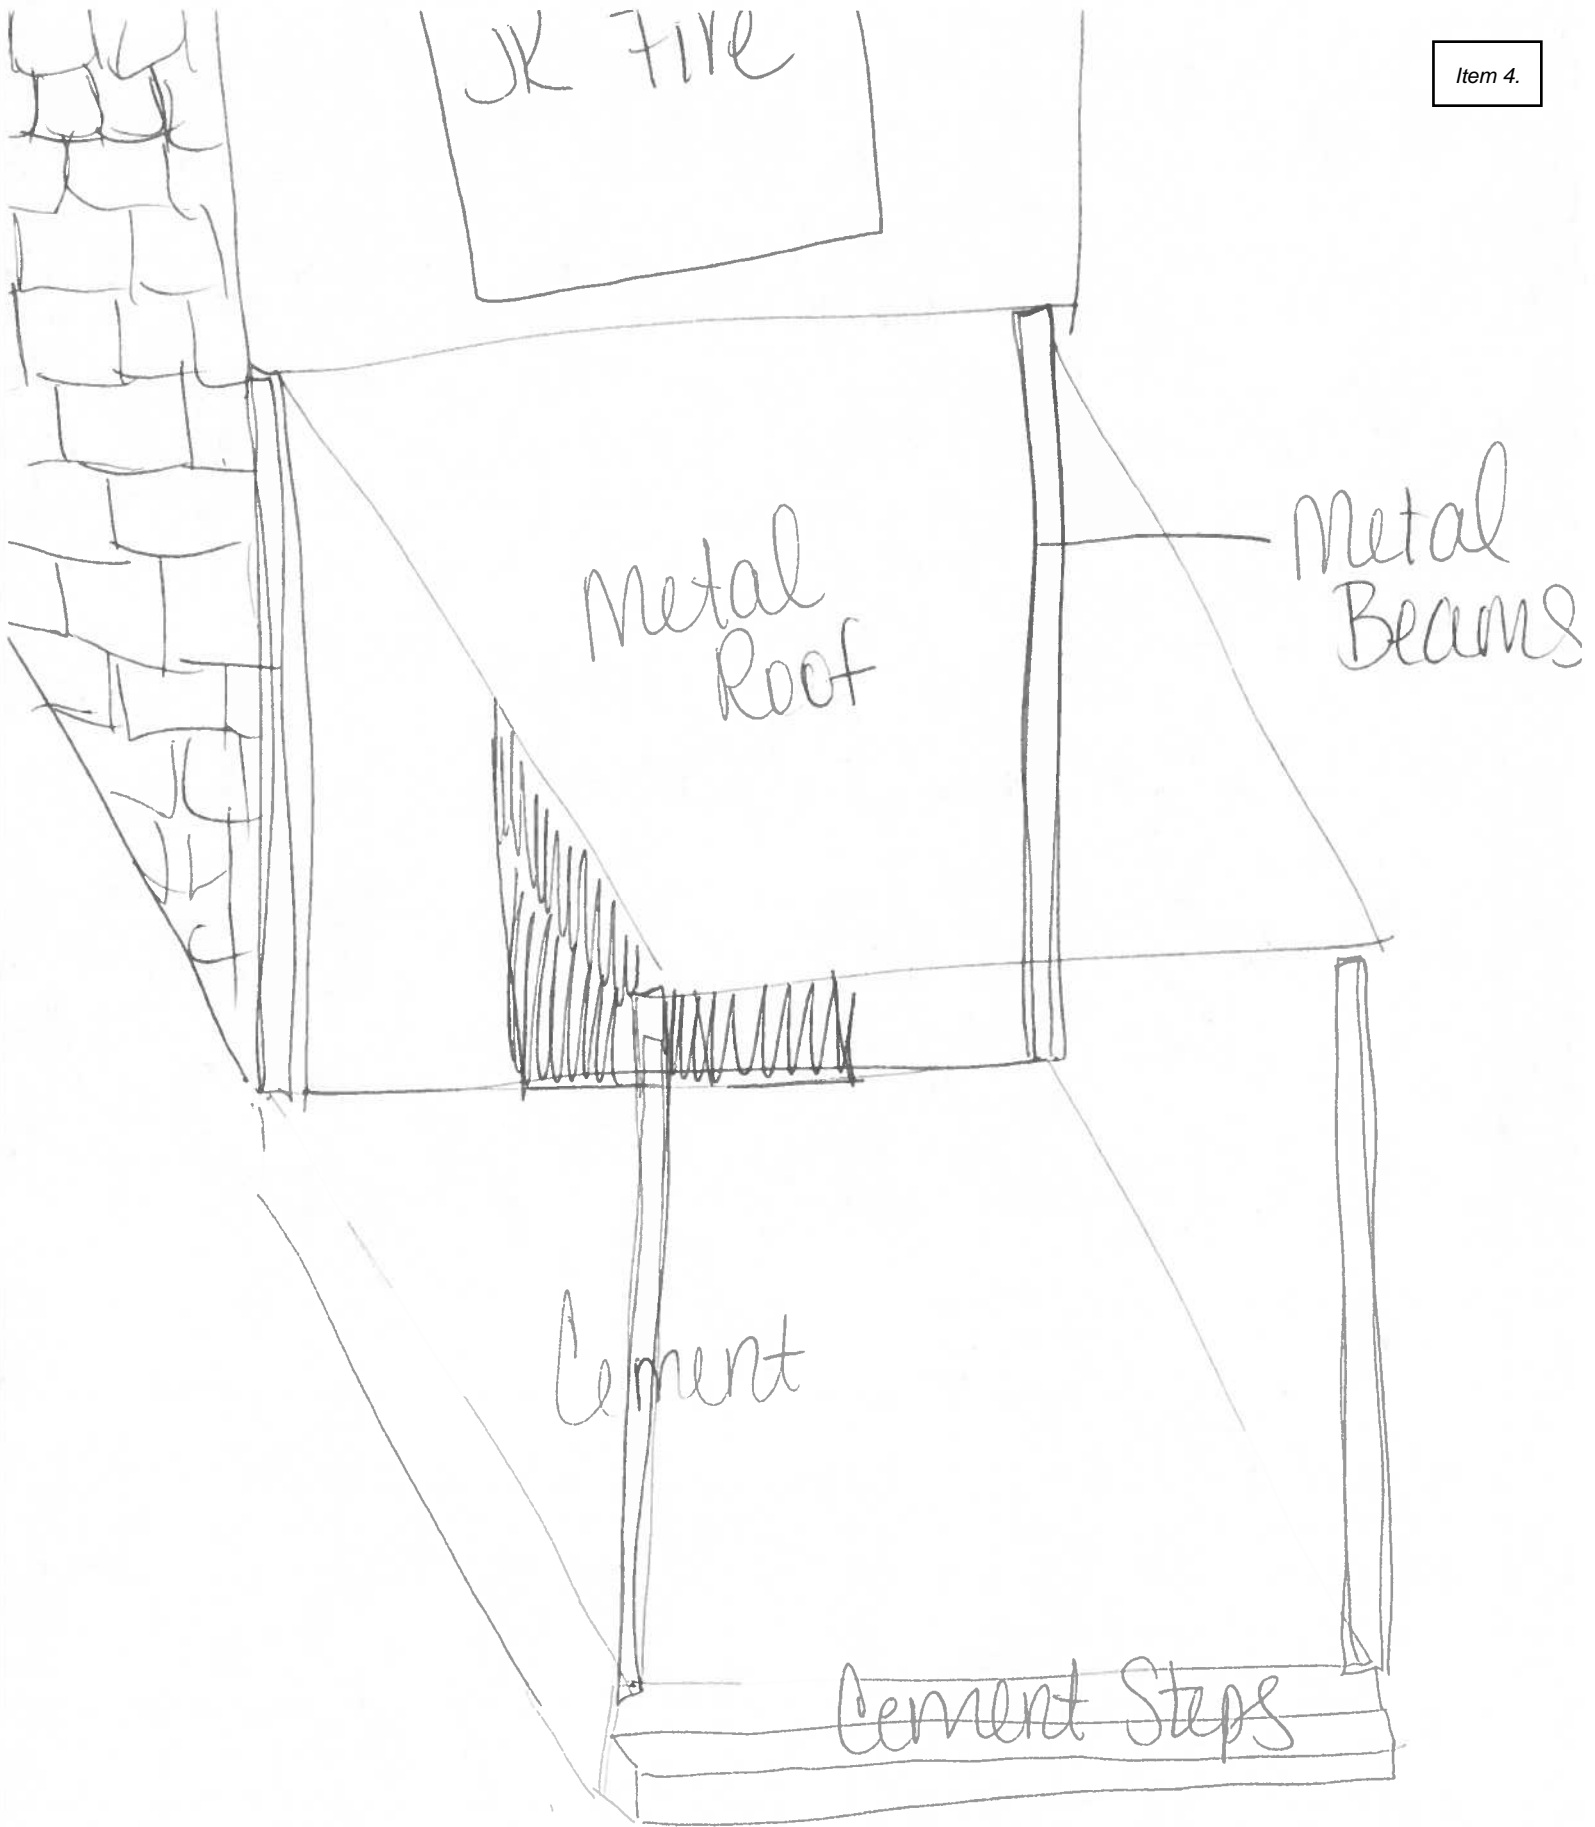 JK Fire
Item 4.
Metal
Roof
Metal
Beams
Cement
Cement Steps